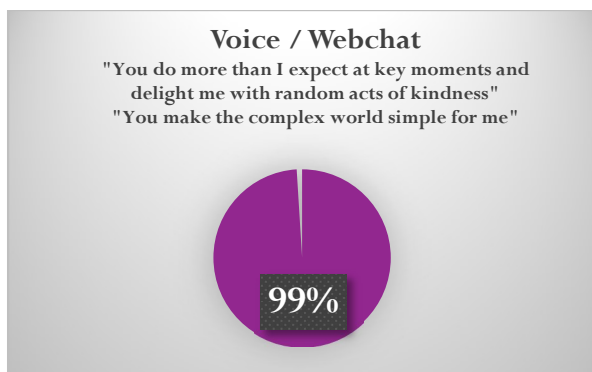 Voice / Webchat
"You do more than I expect at key moments and
delight me with random acts of kindness"
"You make the complex world simple for me"
99%